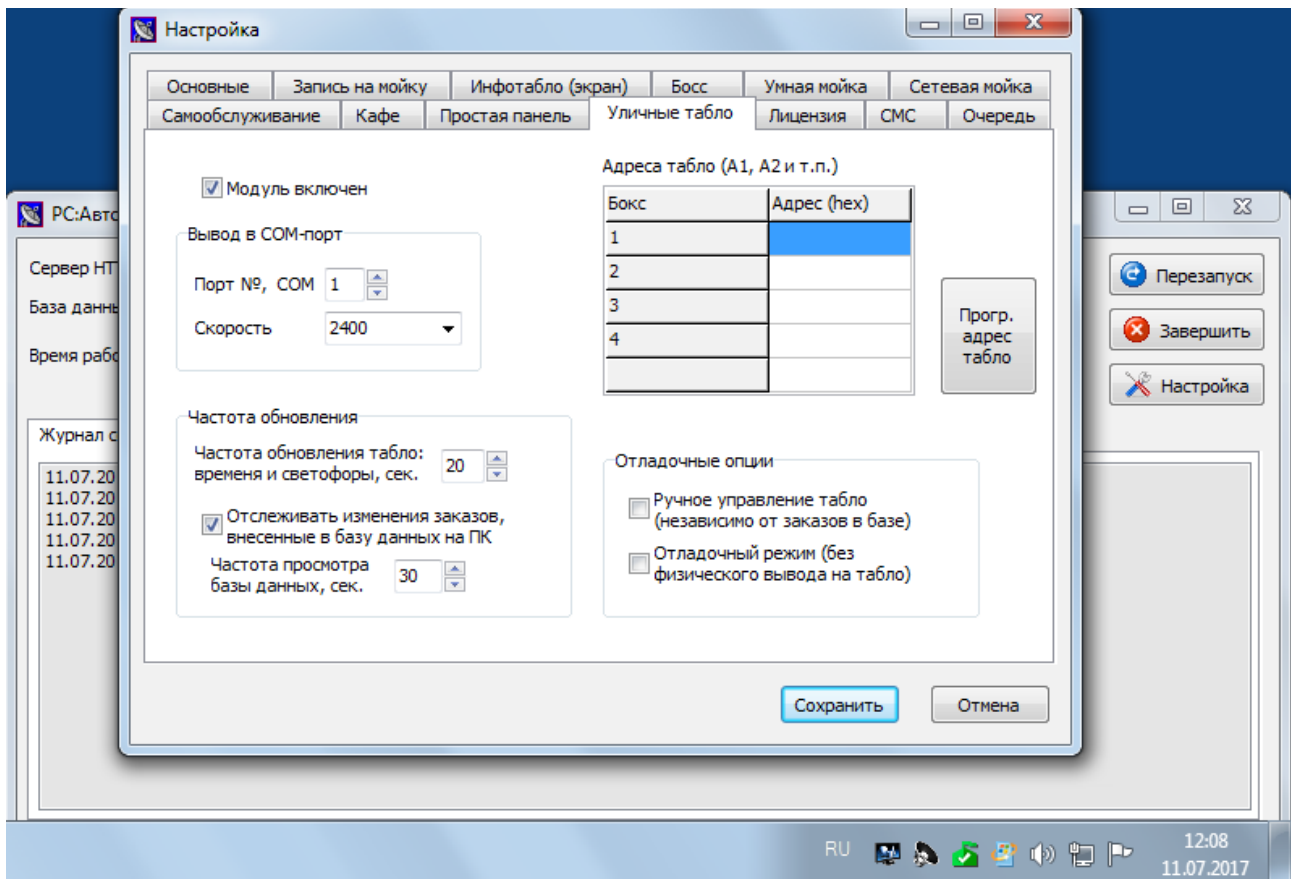 Настройка
Основные Запись на мойку Инфотабло (экран) Босс Умная мойка Сетевая мойка
Самообслуживание Кафе Простая панель Уличные табло Лицензия СМС Очередь
Модуль включен
Вывод в COM-порт
Порт №, COM 1
Скорость 2400
Адреса табло (A1, A2 и т.п.)
Бокс Адрес (hex)
1
2
3
4
Прогр.
адрес
табло
Частота обновления
Частота обновления табло:
временя и светофоры, сек. 20
Отслеживать изменения заказов,
внесенные в базу данных на ПК
Частота просмотра
базы данных, сек. 30
Отладочные опции
Ручное управление табло
(независимо от заказов в базе)
Отладочный режим (без
физического вывода на табло)
Сохранить Отмена
РС:Авто
Сервер HT
База данн
Время рабо
Перезапуск
Завершить
Настройка
Журнал с
11.07.20
11.07.20
11.07.20
11.07.20
11.07.20
RU
12:08
11.07.2017